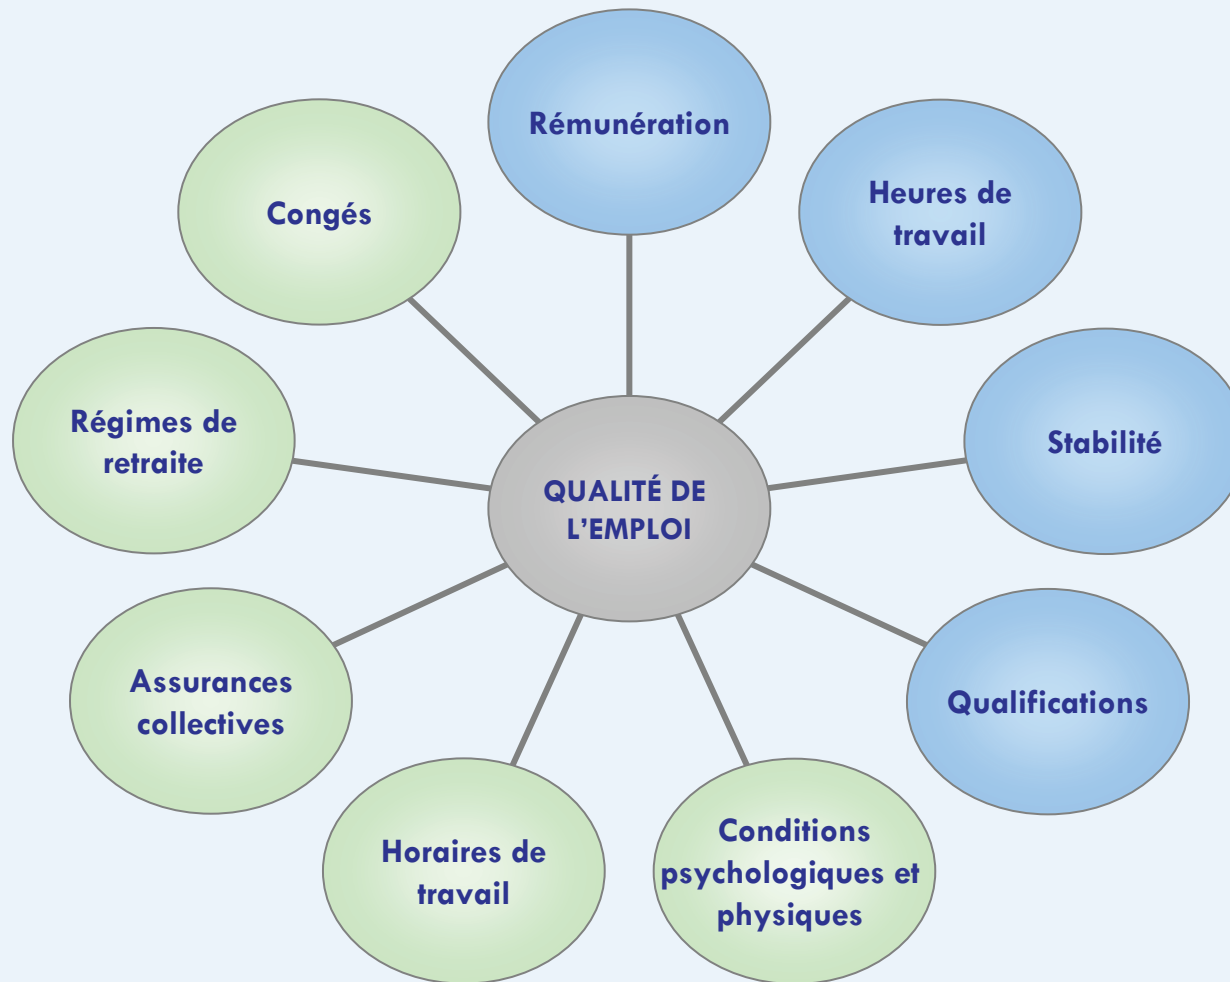 Rémunération
Heures de
travail
Stabilité
Qualifications
Conditions
psychologiques et
physiques
Horaires de
travail
Assurances
collectives
Régimes de
retraite
Congés
QUALITÉ DE
L’EMPLOI